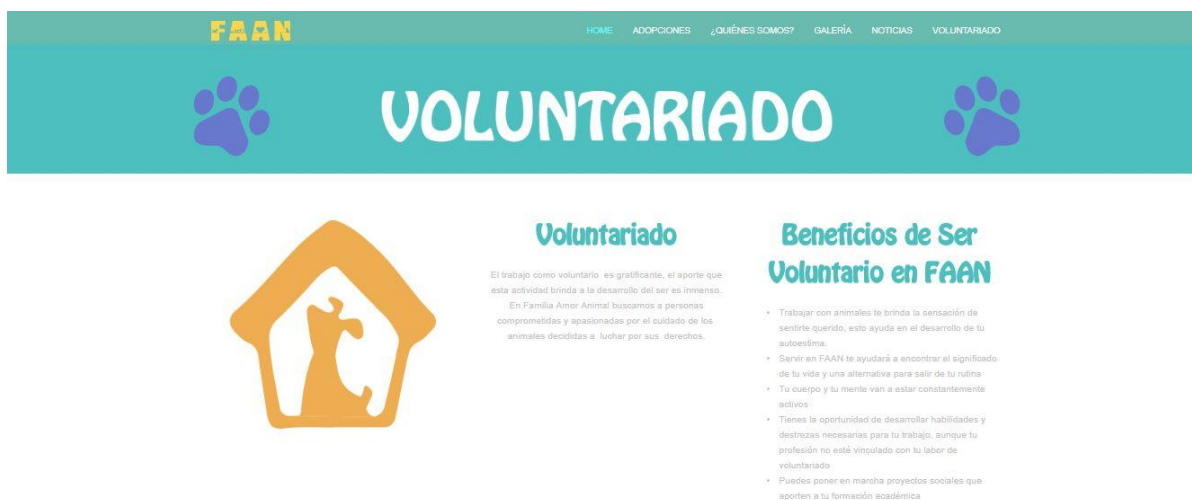 FAAN
HOME ADOPCIONES ¿QUIÉNES SOMOS? GALERÍA NOTICIAS VOLUNTARIADO
VOLUNTARIADO
Voluntariado
El trabajo como voluntario es gratificante, el aporte que
esta actividad brinda a la desarrollo del ser es inmenso.
En Familia Amor Animal buscamos a personas
comprometidas y apasionadas por el cuidado de los
animales decididas a luchar por sus derechos.
Beneficios de Ser
Voluntario en FAAN
• Trabajar con animales te brinda la sensación de
sentirte querido, esto ayuda en el desarrollo de tu
autoestima.
• Servir en FAAN te ayudará a encontrar el significado
de tu vida y una alternativa para salir de tu rutina
• Tu cuerpo y tu mente van a estar constantemente
activos
• Tienes la oportunidad de desarrollar habilidades y
destrezas necesarias para tu trabajo, aunque tu
profesión no esté vinculado con tu labor de
voluntariado
• Puedes poner en marcha proyectos sociales que
aporten a tu formación académica